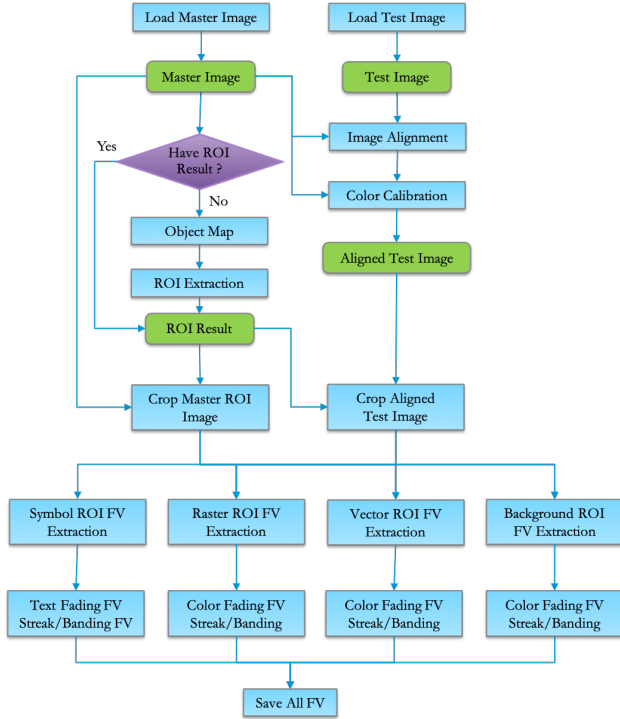 Load Master Image
Load Test Image
Master Image
Test Image
Yes
Have ROI
Result ?
Image Alignment
No
Color Calibration
Object Map
Aligned Test Image
ROI Extraction
ROI Result
Crop Master ROI
Image
Crop Aligned
Test Image
Symbol ROI FV
Extraction
Raster ROI FV
Extraction
Vector ROI FV
Extraction
Background ROI
FV Extraction
Text Fading FV
Streak/Banding FV
Color Fading FV
Streak/Banding
Color Fading FV
Streak/Banding
Color Fading FV
Streak/Banding
Save All FV